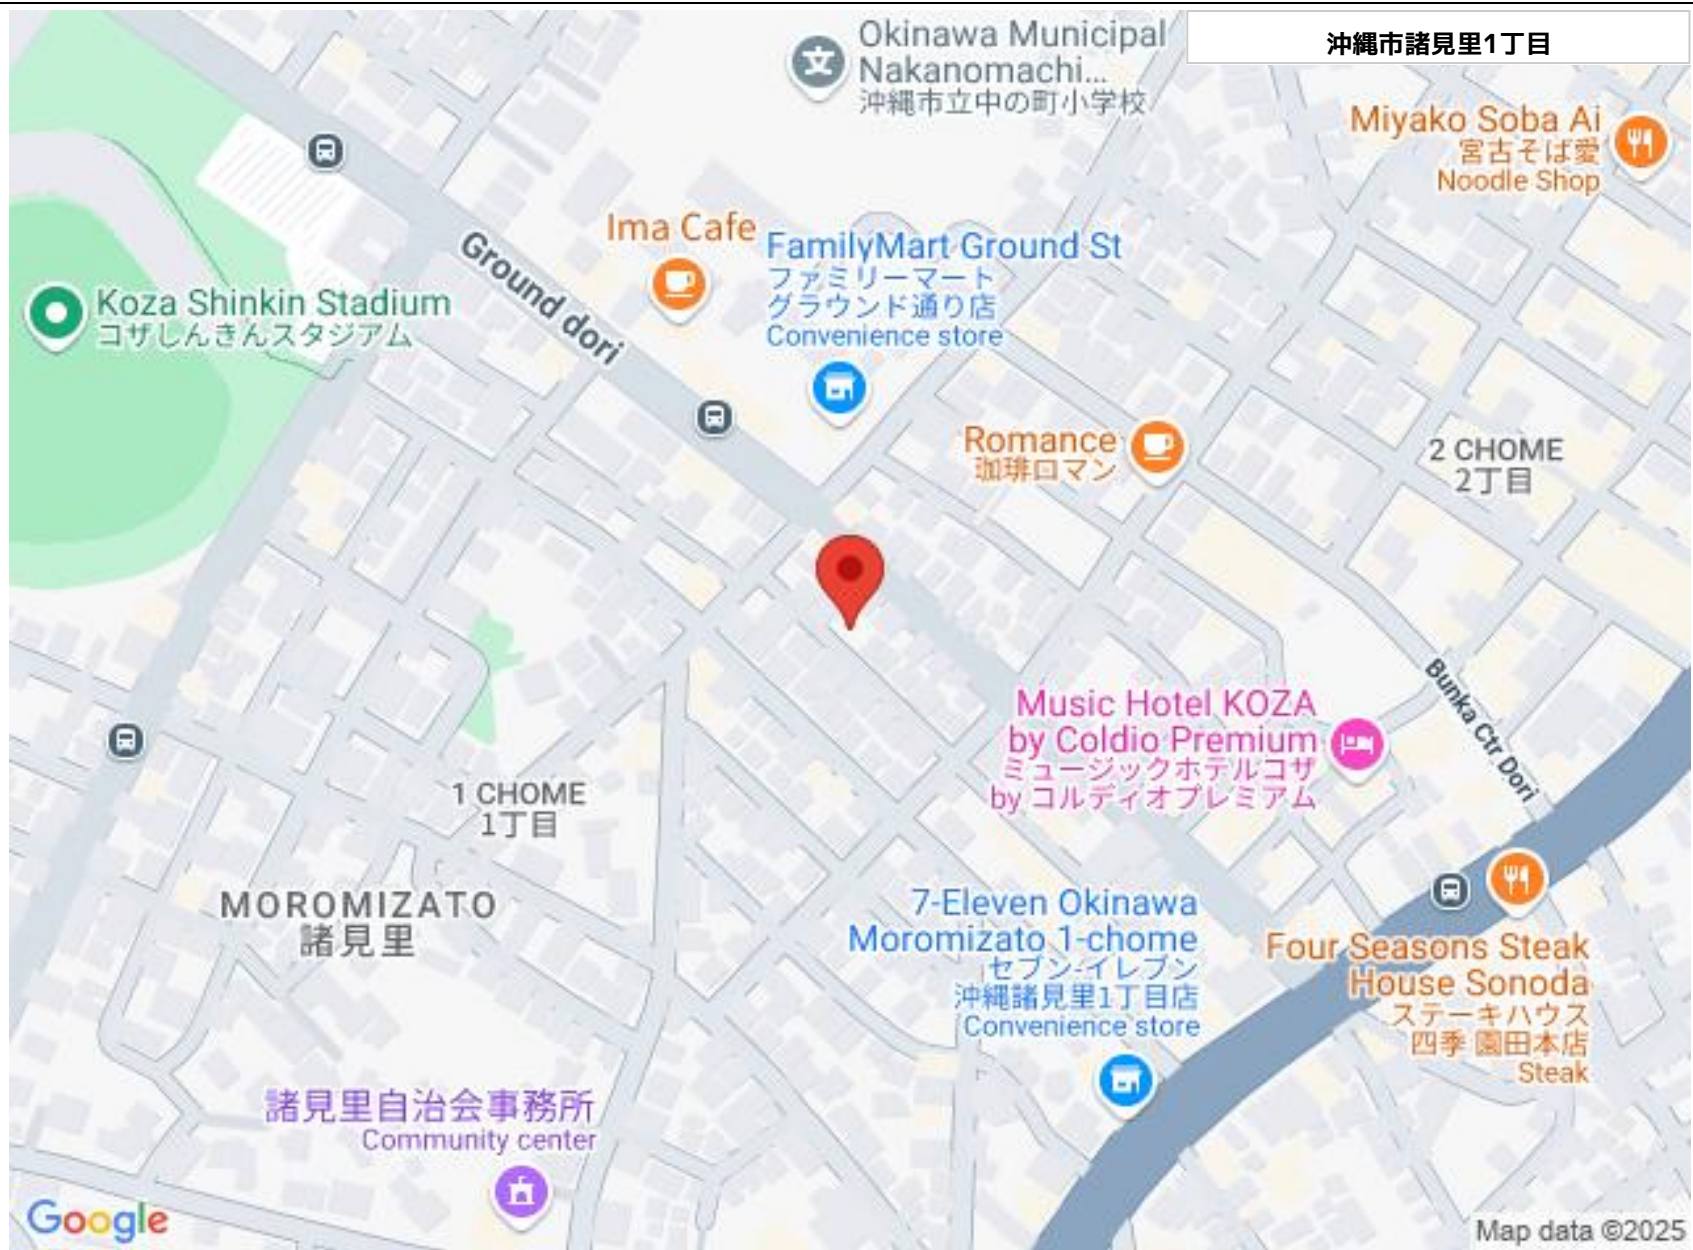 沖縄市諸見里1丁目
Okinawa Municipal
Nakanomachi...
沖縄市立中の町小学校
Miyako Soba Ai
宮古そば愛
Noodle Shop
Ima Cafe
FamilyMart Ground St
ファミリーマート
グラウンド通り店
Convenience store
Ground dori
Koza Shinkin Stadium
コザしんきんスタジアム
Romance
珈琲ロマン
2 CHOME
2丁目
Music Hotel KOZA
by Coldio Premium
ミュージックホテルコザ
by コルディオプレミアム
Bunka Ctr. Dori
1 CHOME
1丁目
MOROMIZATO
諸見里
7-Eleven Okinawa
Moromizato 1-chome
セブン-イレブン
沖縄諸見里1丁目店
Convenience store
Four Seasons Steak
House Sonoda
ステーキハウス
四季 園田本店
Steak
諸見里自治会事務所
Community center
Google
Map data ©2025